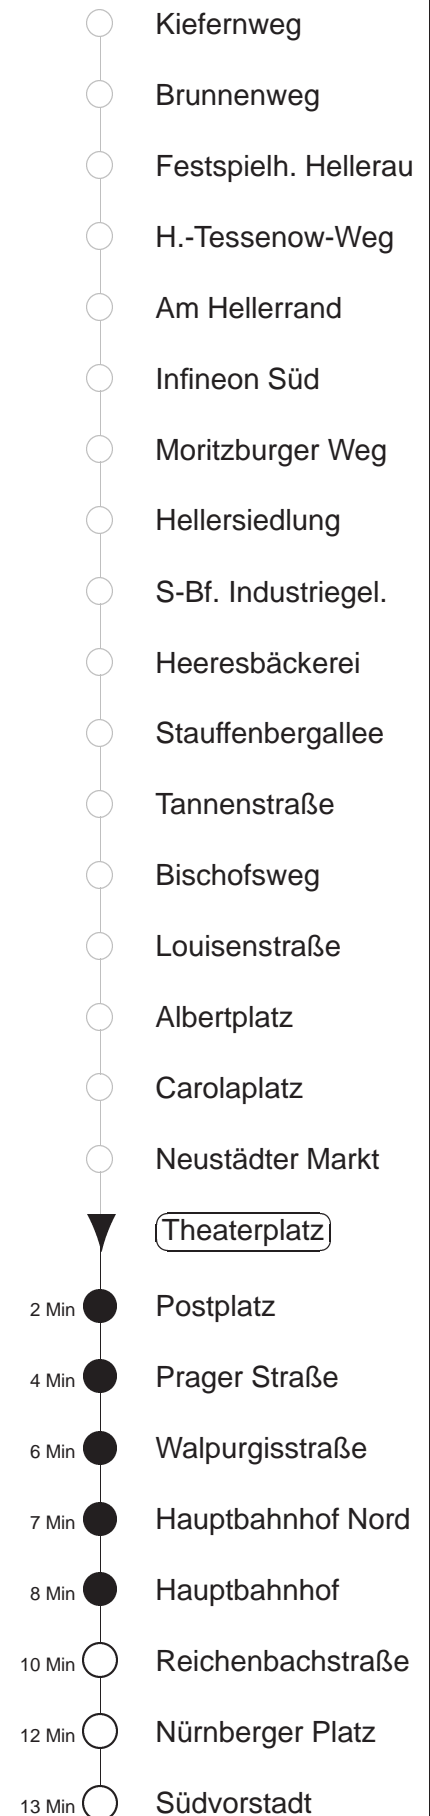 Kiefernweg
Brunnenweg
Festspielh. Hellerau
H.-Tessenow-Weg
Am Hellerrand
Infineon Süd
Moritzburger Weg
Hellersiedlung
S-Bf. Industriegel.
Heeresbäckerei
Stauffenbergallee
Tannenstraße
Bischofsweg
Louisenstraße
Albertplatz
Carolaplatz
Neustädter Markt
Theaterplatz
2 Min Postplatz
4 Min Prager Straße
6 Min Walpurgisstraße
7 Min Hauptbahnhof Nord
8 Min Hauptbahnhof
10 Min Reichenbachstraße
12 Min Nürnberger Platz
13 Min Südvorstadt